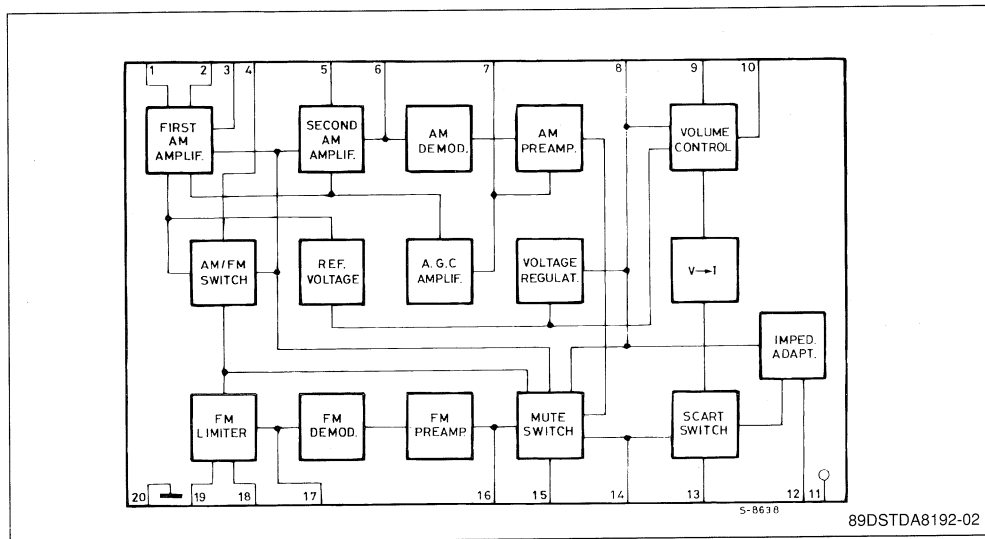 1 2 3 4 5 6 7 8 9 10
FIRST
AM
AMPLIF.
SECOND
AM
AMPLIF.
AM
DEMOD.
AM
PREAMP.
VOLUME
CONTROL
AM/FM
SWITCH
REF.
VOLTAGE
A.G.C
AMPLIF.
VOLTAGE
REGULAT.
V→I
IMPED.
ADAPT.
FM
LIMITER
FM
DEMOD.
FM
PREAMP.
MUTE
SWITCH
SCART
SWITCH
20 19 18 17 16 15 14 13 12 11
S-8638
89DSTDA8192-02